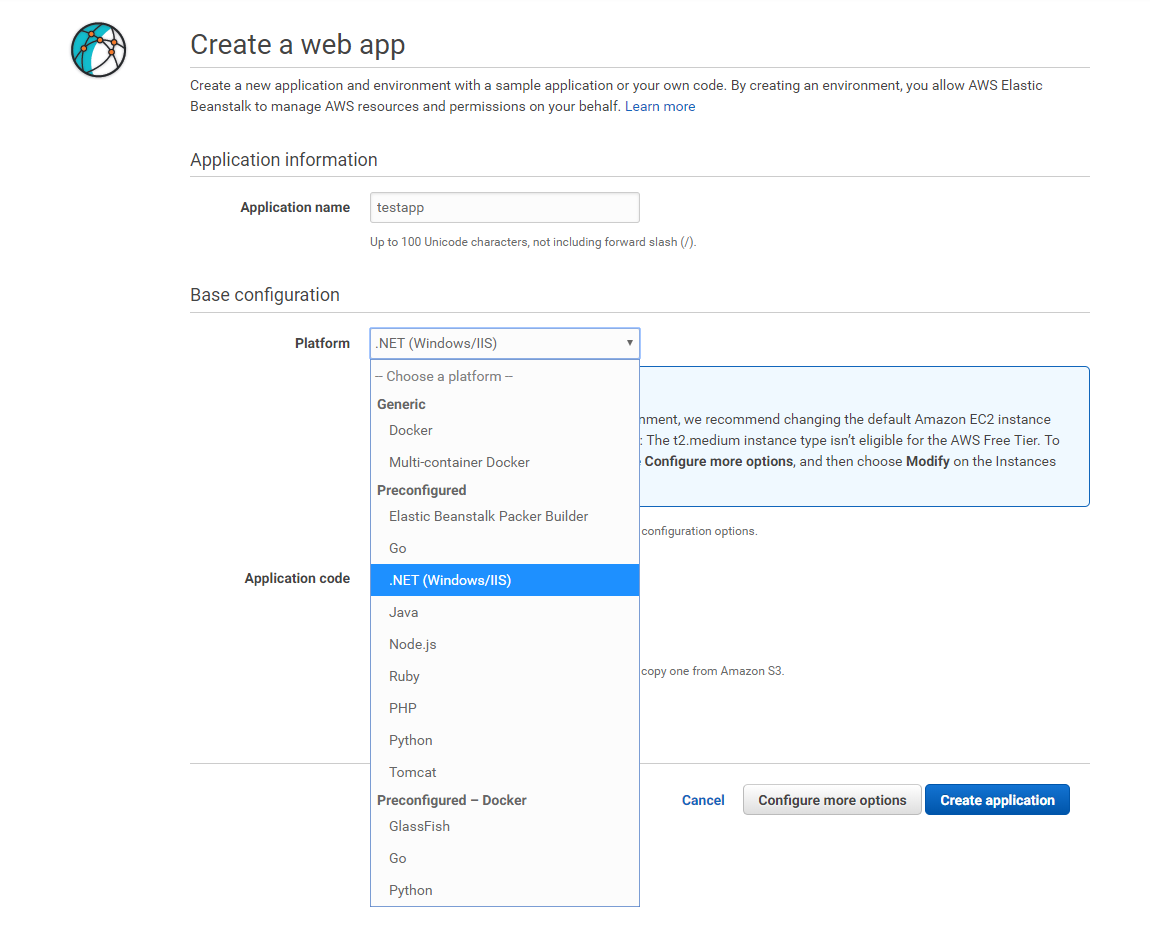 Create a web app
Create a new application and environment with a sample application or your own code. By creating an environment, you allow AWS Elastic
Beanstalk to manage AWS resources and permissions on your behalf. Learn more
Application information
Application name
testapp
Up to 100 Unicode characters, not including forward slash (/).
Base configuration
Platform
.NET (Windows/IIS)
-- Choose a platform --
Generic
Docker
Multi-container Docker
Preconfigured
Elastic Beanstalk Packer Builder
Go
.NET (Windows/IIS)
Java
Node.js
Ruby
PHP
Python
Tomcat
Preconfigured – Docker
GlassFish
Go
Python
, we recommend changing the default Amazon EC2 instance
: The t2.medium instance type isn't eligible for the AWS Free Tier. To
Configure more options, and then choose Modify on the Instances
configuration options.
Application code
copy one from Amazon S3.
Cancel
Configure more options
Create application